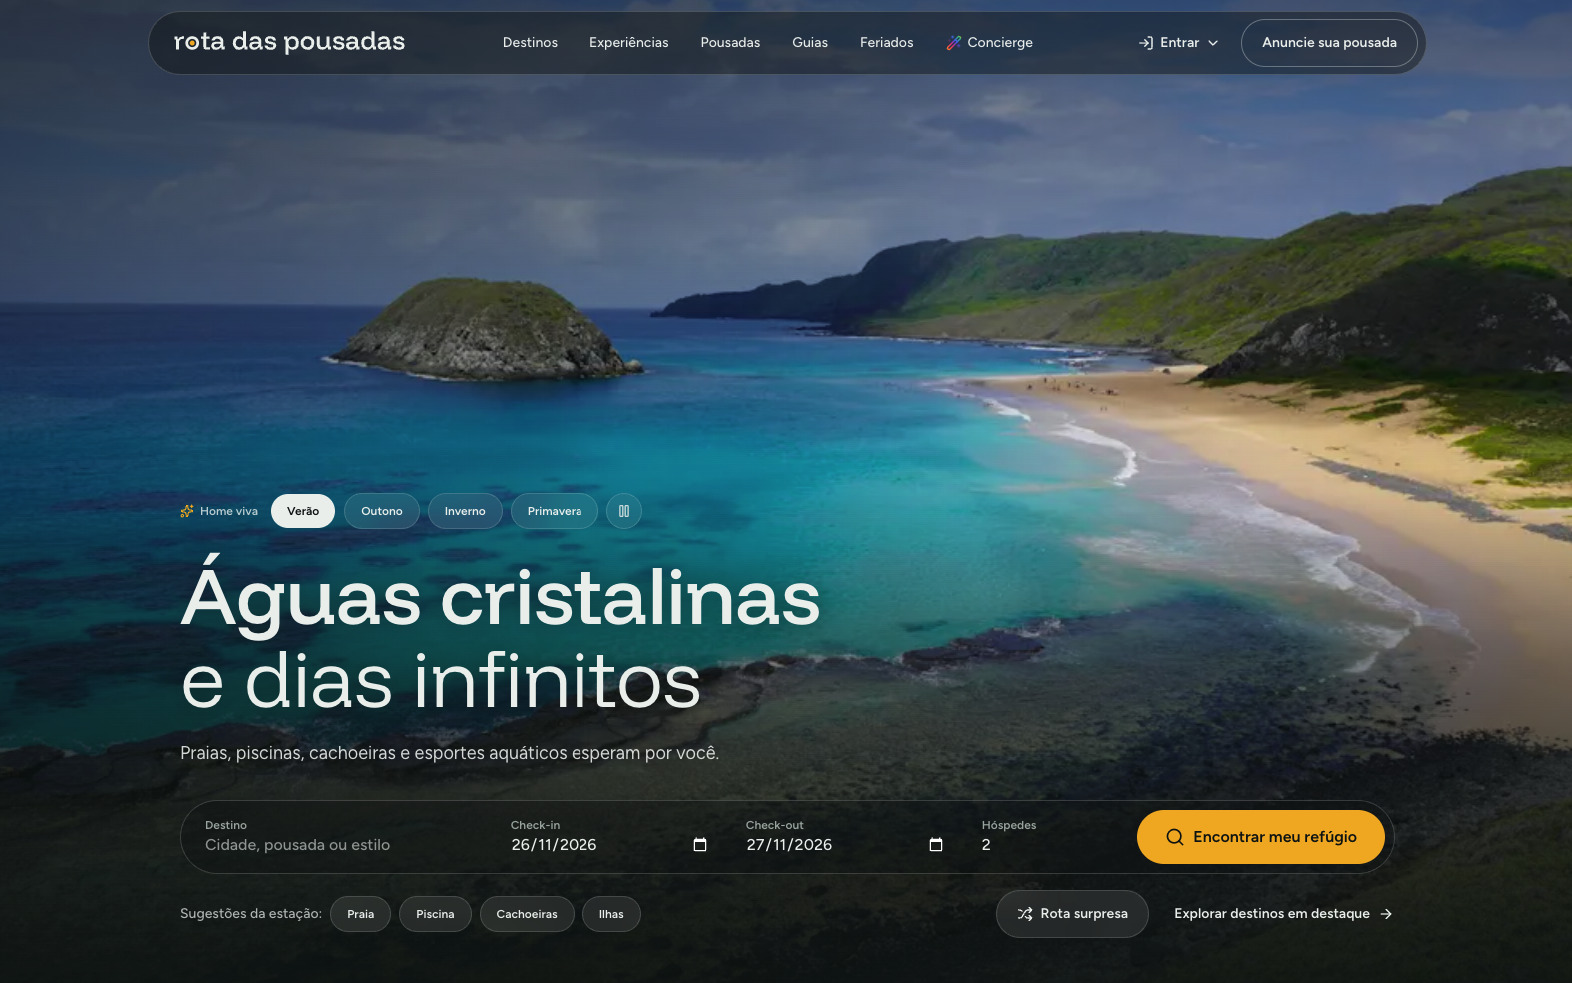 rota das pousadas
Destinos Experiências Pousadas Guias Feriados Concierge
Entrar Anuncie sua pousada
Home viva Verão Outono Inverno Primavera
Águas cristalinas
e dias infinitos
Praias, piscinas, cachoeiras e esportes aquáticos esperam por você.
Destino Check-in Check-out Hóspedes
Cidade, pousada ou estilo 26/11/2026 27/11/2026 2
Encontrar meu refúgio
Sugestões da estação: Praia Piscina Cachoeiras Ilhas
Rota surpresa Explorar destinos em destaque